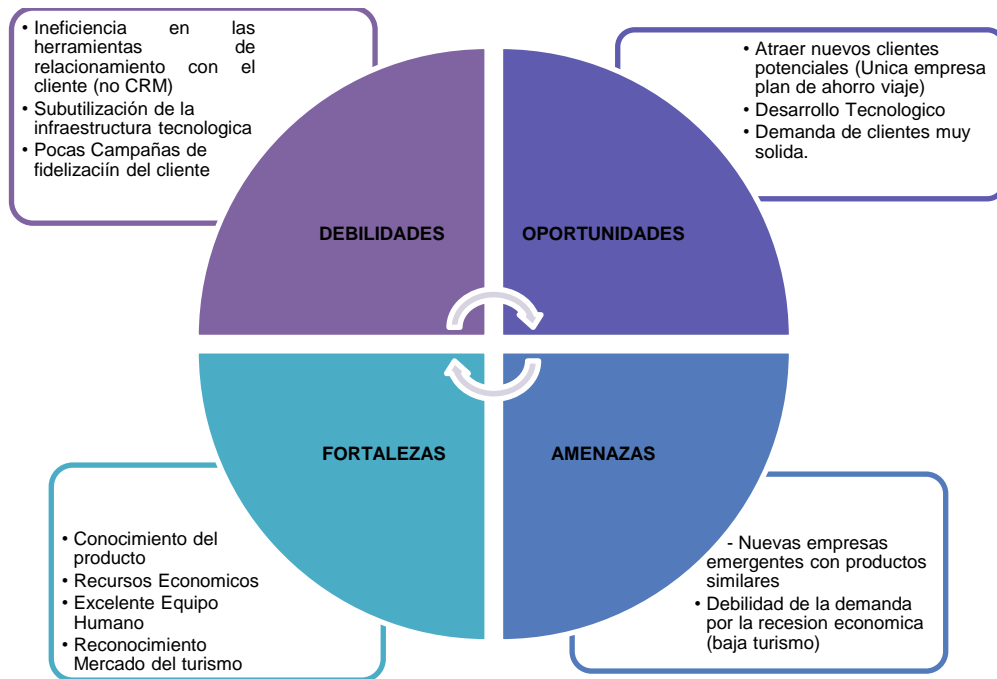 • Ineficiencia en las
herramientas de
relacionamiento con el
cliente (no CRM)
• Subutilización de la
infraestructura tecnologica
• Pocas Campañas de
fidelizaciín del cliente
• Atraer nuevos clientes
potenciales (Unica empresa
plan de ahorro viaje)
• Desarrollo Tecnologico
• Demanda de clientes muy
solida.
DEBILIDADES
OPORTUNIDADES
FORTALEZAS
AMENAZAS
• Conocimiento del
producto
• Recursos Economicos
• Excelente Equipo
Humano
• Reconocimiento
Mercado del turismo
- Nuevas empresas
emergentes con productos
similares
• Debilidad de la demanda
por la recesion economica
(baja turismo)